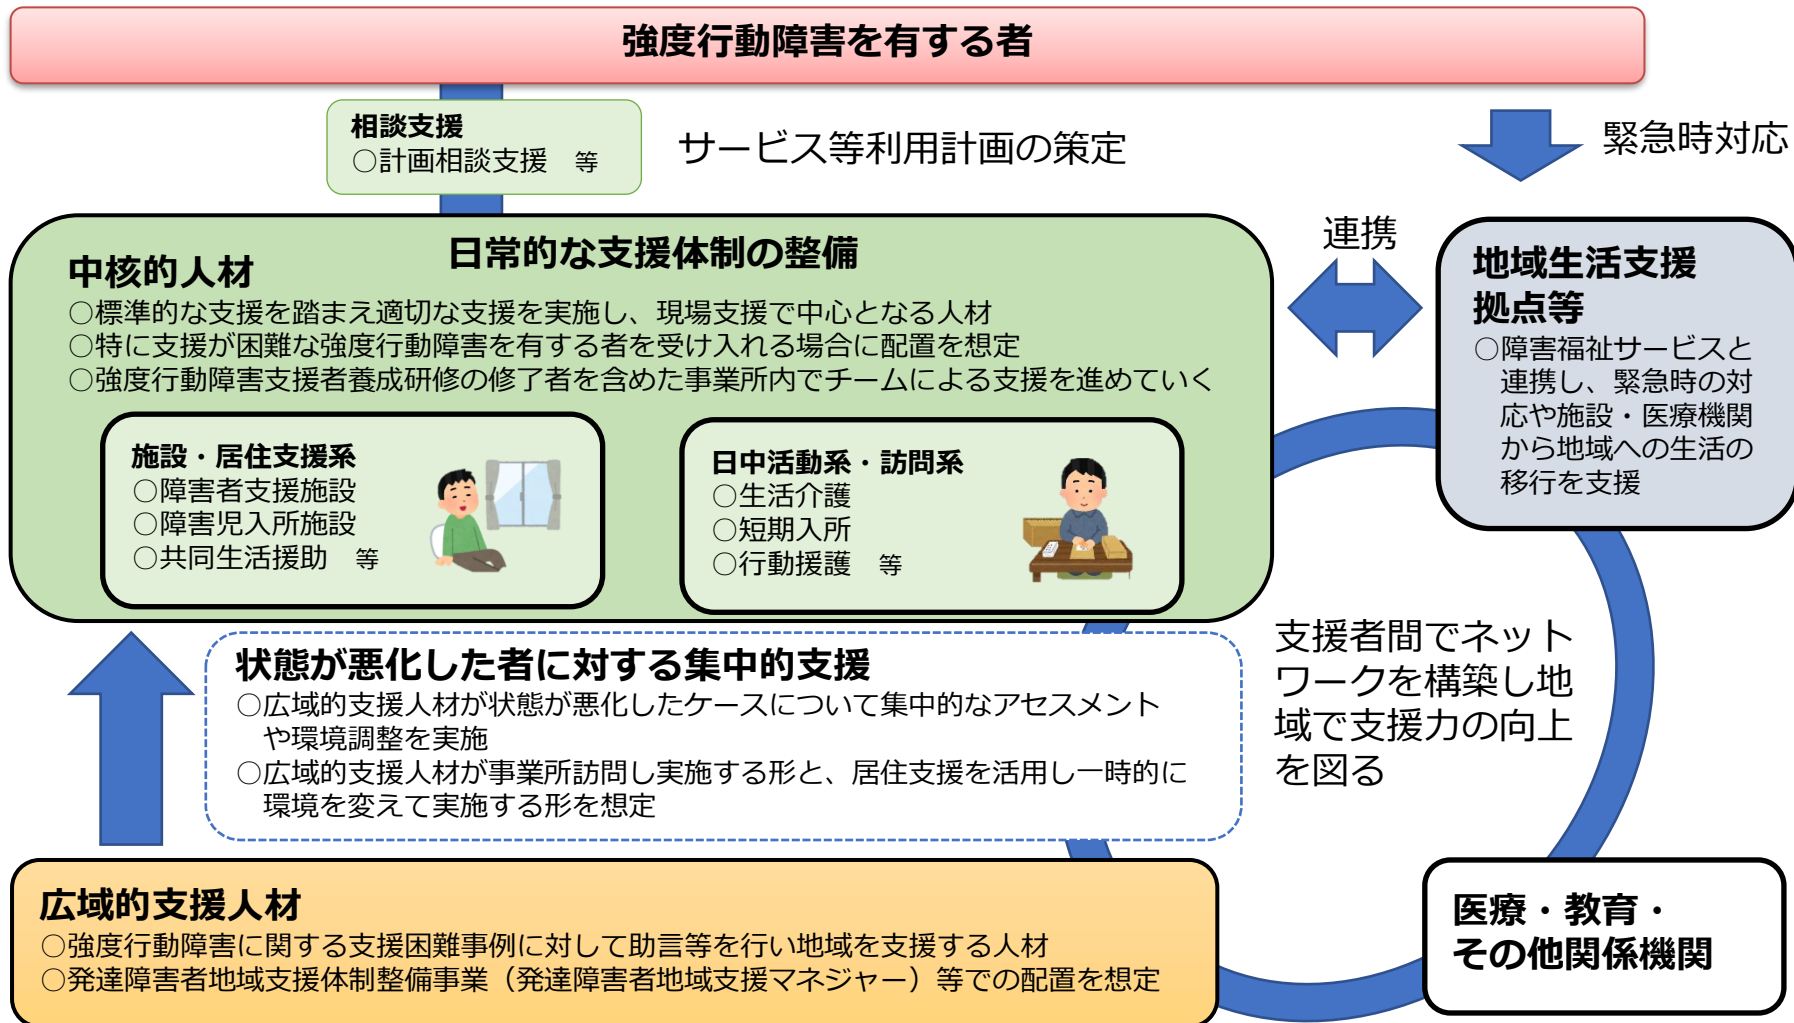 強度行動障害を有する者
相談支援
○計画相談支援　等
サービス等利用計画の策定
緊急時対応
日常的な支援体制の整備
中核的人材
○標準的な支援を踏まえ適切な支援を実施し、現場支援で中心となる人材
○特に支援が困難な強度行動障害を有する者を受け入れる場合に配置を想定
○強度行動障害支援者養成研修の修了者を含めた事業所内でチームによる支援を進めていく
施設・居住支援系
○障害者支援施設
○障害児入所施設
○共同生活援助　等
日中活動系・訪問系
○生活介護
○短期入所
○行動援護　等
連携
地域生活支援
拠点等
○障害福祉サービスと
連携し、緊急時の対
応や施設・医療機関
から地域への生活の
移行を支援
状態が悪化した者に対する集中的支援
○広域的支援人材が状態が悪化したケースについて集中的なアセスメント
や環境調整を実施
○広域的支援人材が事業所訪問し実施する形と、居住支援を活用し一時的に
環境を変えて実施する形を想定
支援者間でネット
ワークを構築し地
域で支援力の向上
を図る
広域的支援人材
○強度行動障害に関する支援困難事例に対して助言等を行い地域を支援する人材
○発達障害者地域支援体制整備事業（発達障害者地域支援マネジャー）等での配置を想定
医療・教育・
その他関係機関